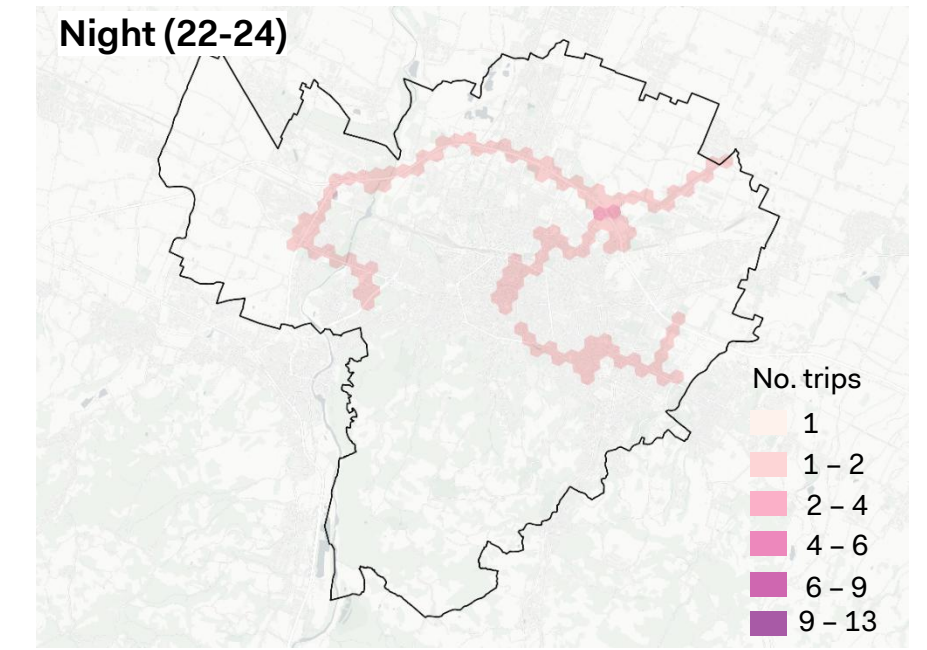 Night (22-24)
No. trips
1
1 – 2
2 – 4
4 – 6
6 – 9
9 – 13